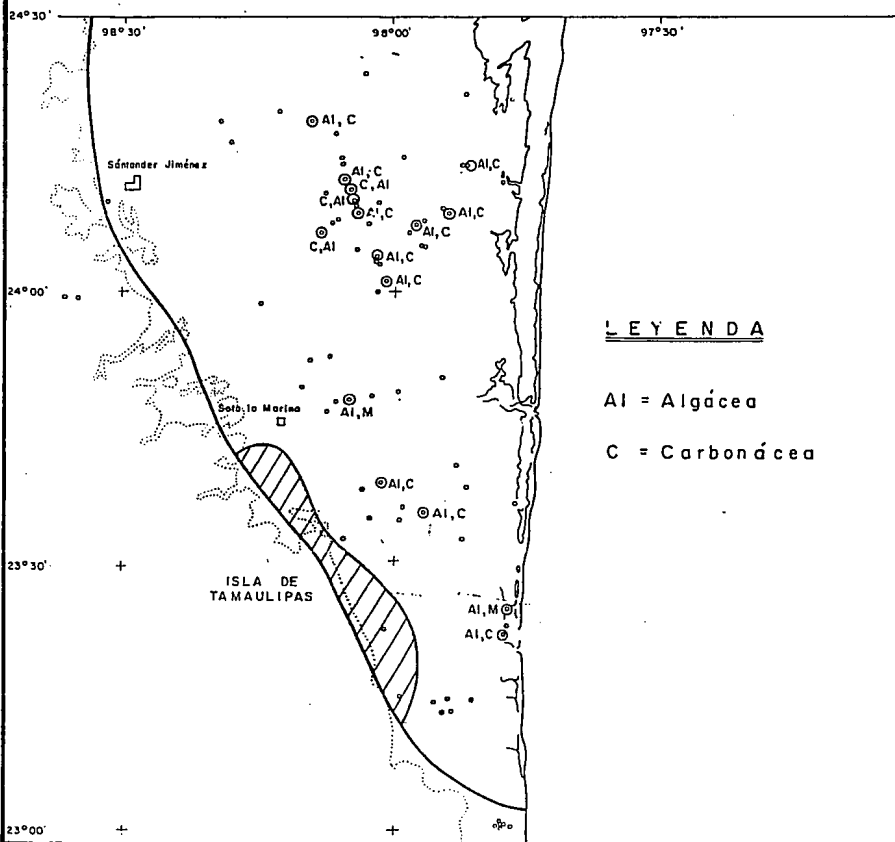 24°30'
98°30'
98°00'
97°30'
Al, C
Sántander Jiménez
Al, C
Al,C
C, Al
C, Al
Al, C
Al, C
Al, C
C, Al
Al, C
Al, C
24°00'
LEYENDA
Al = Algácea
C = Carbonácea
Al, M
Soto la Marina
Al,C
Al,C
23°30'
ISLA DE
TAMAULIPAS
Al,M
Al,C
23°00'